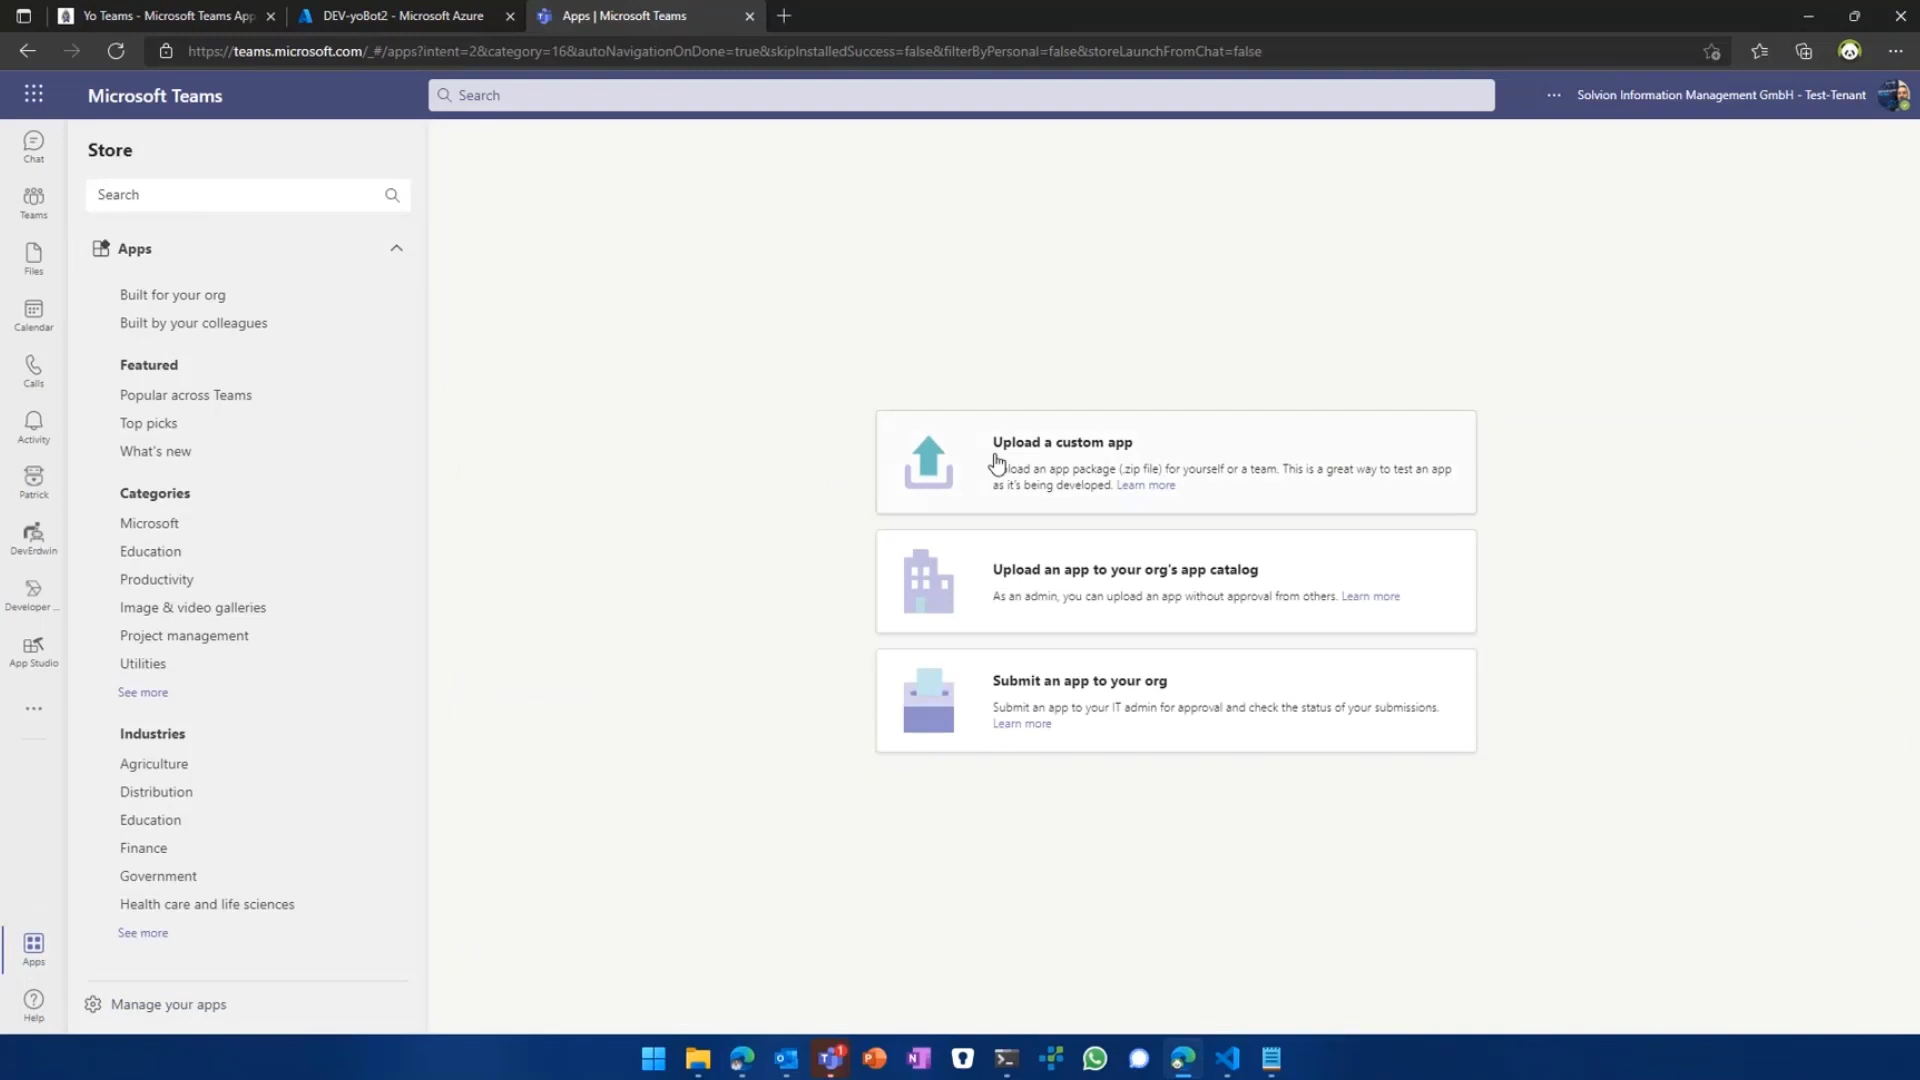 Yo Teams - Microsoft Teams App
DEV-yoBot2 - Microsoft Azure
Apps | Microsoft Teams
https://teams.microsoft.com/_#/apps?intent=2&category=16&autoNavigationOnDone=true&skipInstalledSuccess=false&filterByPersonal=false&storeLaunchFromChat=false
Microsoft Teams
Search
Solvion Information Management GmbH - Test-Tenant
Chat
Teams
Files
Calendar
Calls
Activity
Patrick
DevErdwin
Developer ...
App Studio
Apps
Help
Store
Search
Apps
Built for your org
Built by your colleagues
Featured
Popular across Teams
Top picks
What's new
Categories
Microsoft
Education
Productivity
Image & video galleries
Project management
Utilities
See more
Industries
Agriculture
Distribution
Education
Finance
Government
Health care and life sciences
See more
Manage your apps
Upload a custom app
load an app package (.zip file) for yourself or a team. This is a great way to test an app
as it's being developed. Learn more
Upload an app to your org's app catalog
As an admin, you can upload an app without approval from others. Learn more
Submit an app to your org
Submit an app to your IT admin for approval and check the status of your submissions.
Learn more